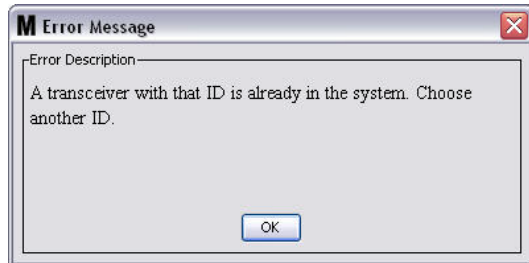 M Error Message
Error Description
A transceiver with that ID is already in the system. Choose
another ID.
OK